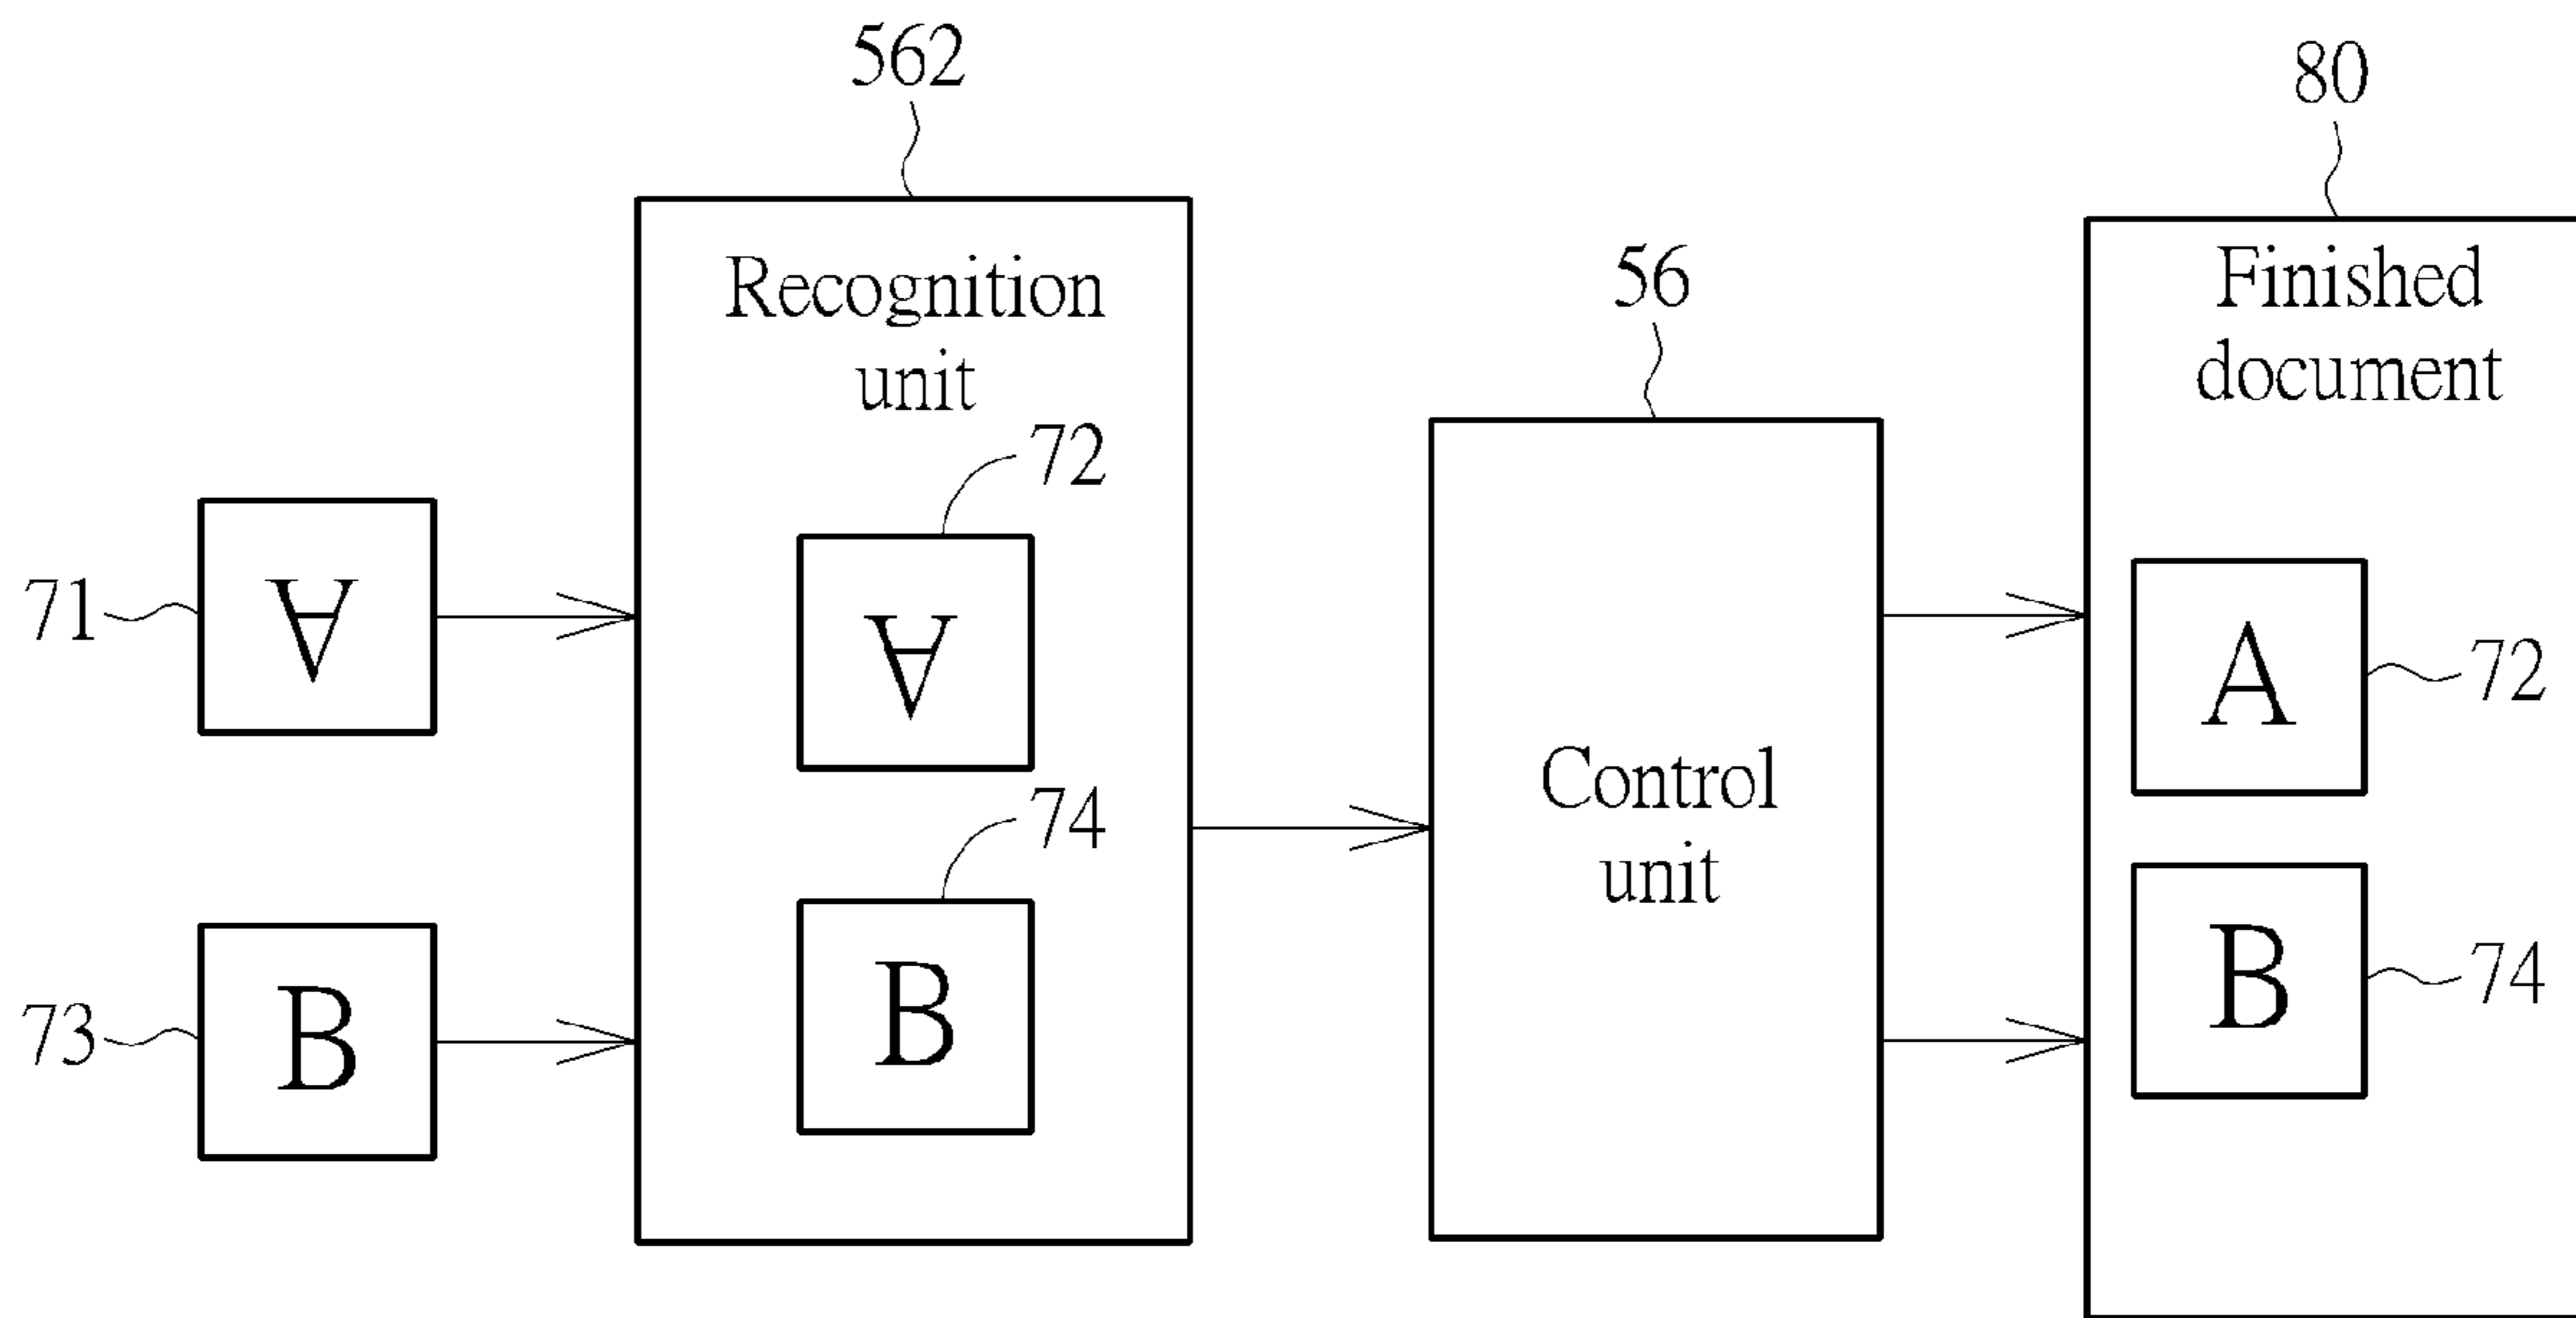 562
80
56
Recognition
unit
Finished
document
72
71
∀
∀
A
72
Control
unit
74
73
B
B
B
74